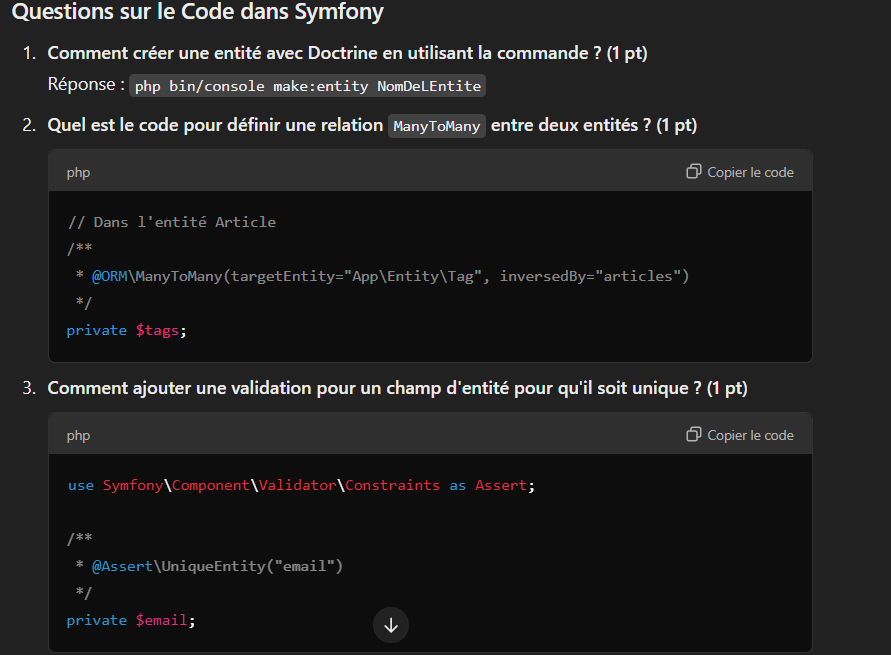 Questions sur le Code dans Symfony
1. Comment créer une entité avec Doctrine en utilisant la commande ? (1 pt)
Réponse : php bin/console make:entity NomDeLEntite
2. Quel est le code pour définir une relation ManyToMany entre deux entités ? (1 pt)
php Copier le code
// Dans l'entité Article
/**
 * @ORM\ManyToMany(targetEntity="App\Entity\Tag", inversedBy="articles")
 */
private $tags;
3. Comment ajouter une validation pour un champ d'entité pour qu'il soit unique ? (1 pt)
php Copier le code
use Symfony\Component\Validator\Constraints as Assert;
/**
 * @Assert\UniqueEntity("email")
 */
private $email;